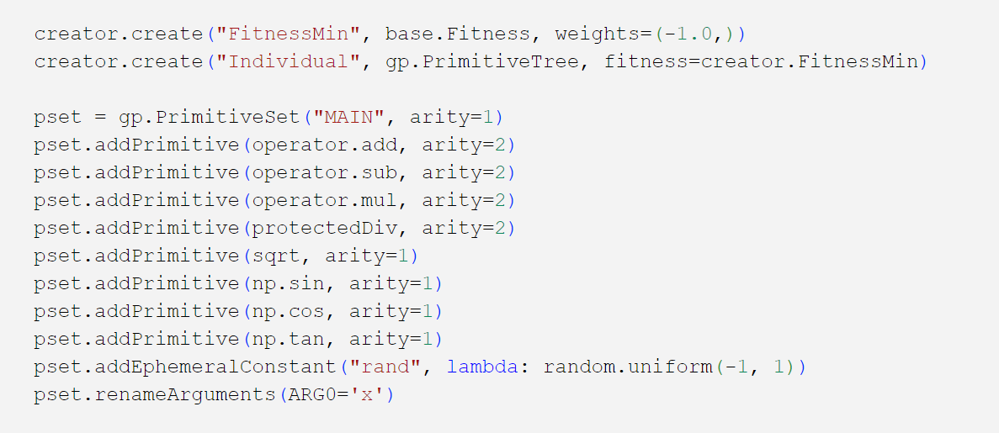 creator.create("FitnessMin", base.Fitness, weights=(-1.0,))
creator.create("Individual", gp.PrimitiveTree, fitness=creator.FitnessMin)
pset = gp.PrimitiveSet("MAIN", arity=1)
pset.addPrimitive(operator.add, arity=2)
pset.addPrimitive(operator.sub, arity=2)
pset.addPrimitive(operator.mul, arity=2)
pset.addPrimitive(protectedDiv, arity=2)
pset.addPrimitive(sqrt, arity=1)
pset.addPrimitive(np.sin, arity=1)
pset.addPrimitive(np.cos, arity=1)
pset.addPrimitive(np.tan, arity=1)
pset.addEphemeralConstant("rand", lambda: random.uniform(-1, 1))
pset.renameArguments(ARG0='x')